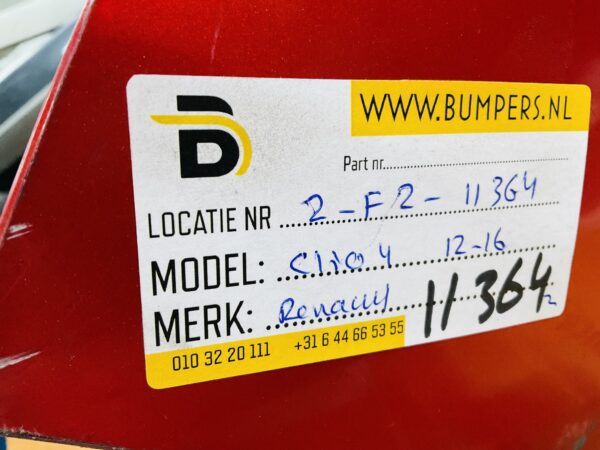 WWW.BUMPERS.NL
D
Part nr.
LOCATIE NR 2-F2-11364
MODEL: Clio 4 12-16
MERK: Renault 11364
010 32 20 111 +31 6 44 66 53 55